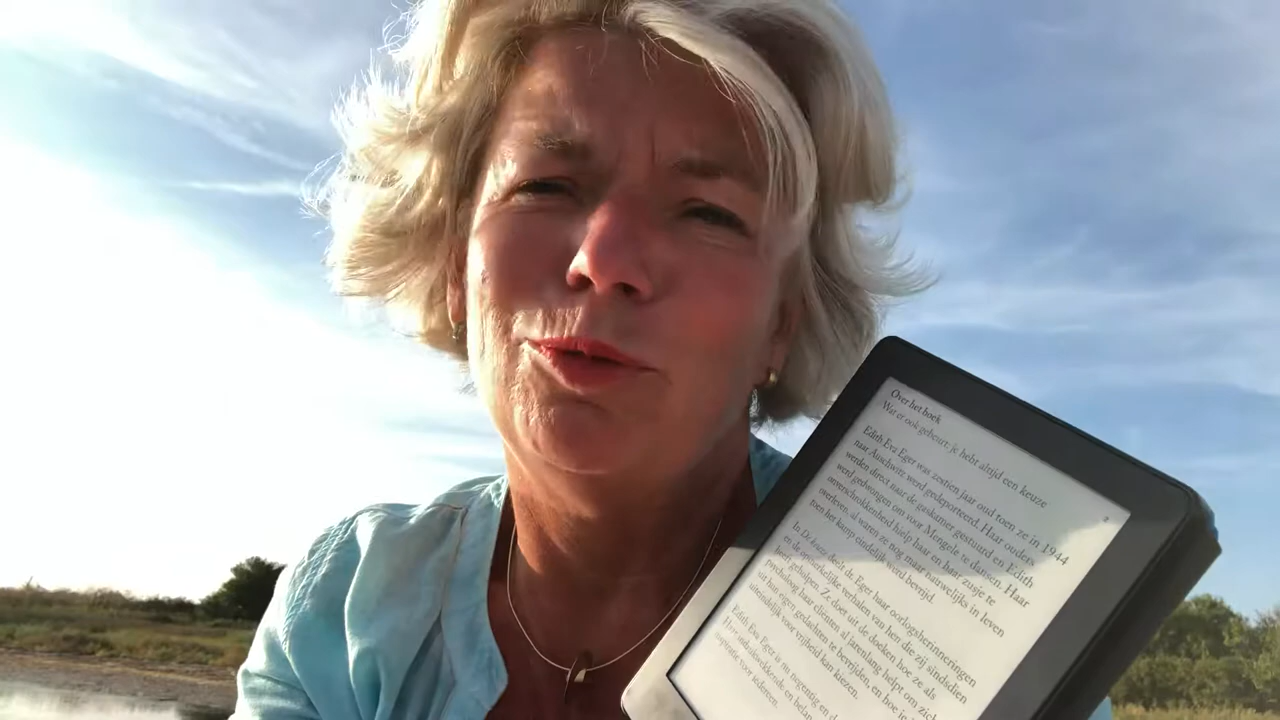 Over het boek
Wat er ook gebeurt: je hebt altijd een keuze
Edith Eva Eger was zestien jaar oud toen ze in 1944
naar Auschwitz werd gedeporteerd. Haar ouders
werden direct naar de gaskamer gestuurd en Edith
werd gedwongen om voor Mengele te dansen. Haar
onverschrokkenheid hielp haar en haar zusje te
overleven, al waren ze nog maar nauwelijks in leven
toen het kamp eindelijk werd bevrijd.
In De keuze deelt dr. Eger haar oorlogsherinneringen
en de opmerkelijke verhalen van hen die zij sindsdien
heeft geholpen. Ze doet uit de doeken hoe ze als
psycholoog haar cliënten al jarenlang helpt om zich
uit hun eigen gedachten te bevrijden en hoe ie
uiteindelijk voor vrijheid kan kiezen.
Edith Eva Eger is nu negentig en d
Haar indrukwekkende en belan
spiratie voor iedereen.